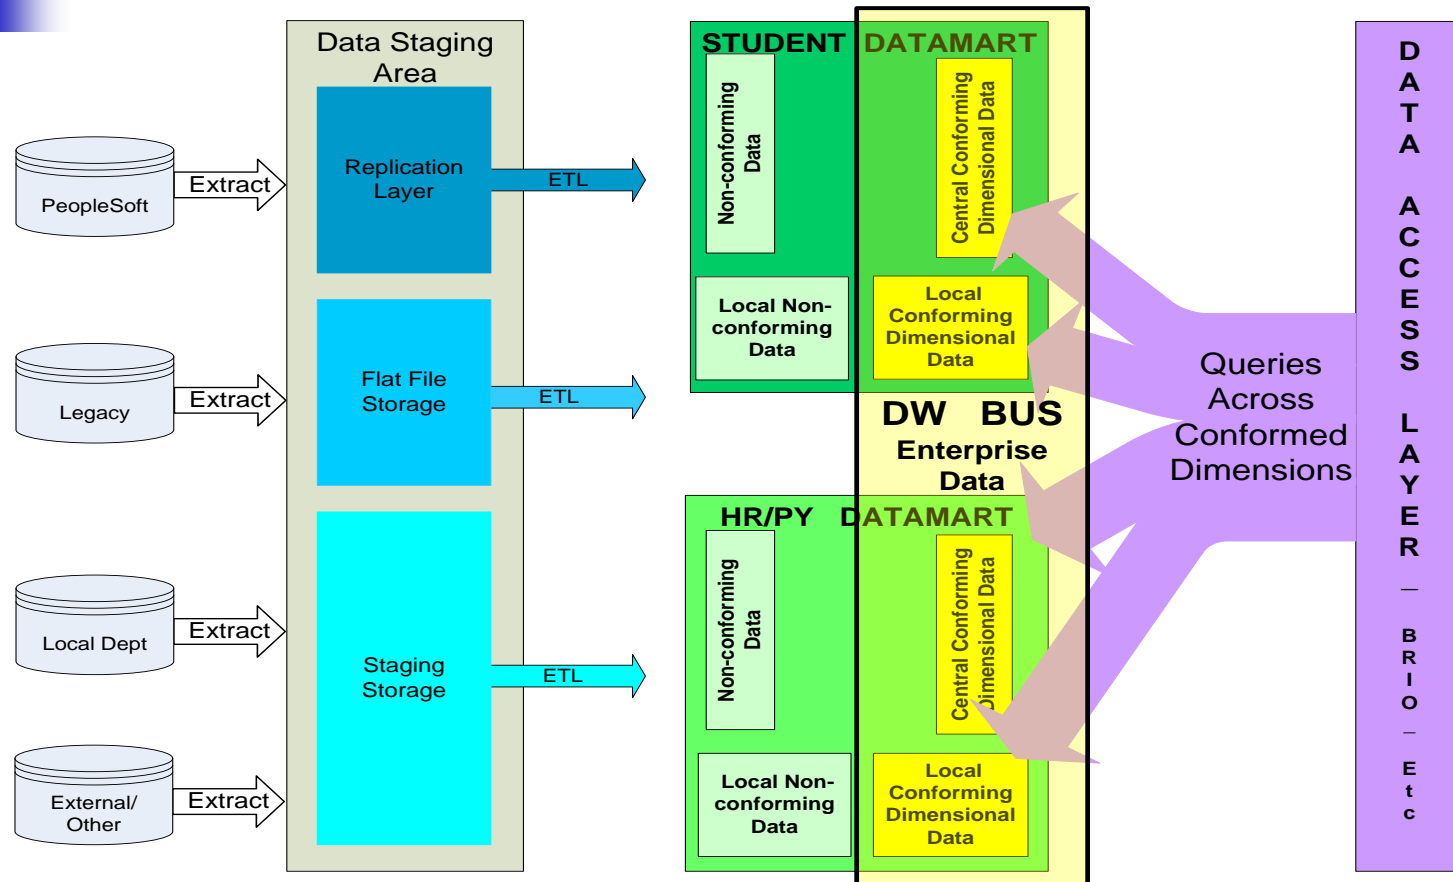 Data Staging
Area
PeopleSoft
Extract
Replication
Layer
ETL
Legacy
Extract
Flat File
Storage
ETL
Local Dept
Extract
Staging
Storage
ETL
External/
Other
Extract
STUDENT DATAMART
Non-conforming
Data
Central Conforming
Dimensional Data
Local Non-
conforming
Data
Local
Conforming
Dimensional
Data
DW BUS
Enterprise
Data
HR/PY DATAMART
Non-conforming
Data
Central Conforming
Dimensional Data
Local Non-
conforming
Data
Local
Conforming
Dimensional
Data
Queries
Across
Conformed
Dimensions
DATA ACCESS LAYER – BRIO – Etc